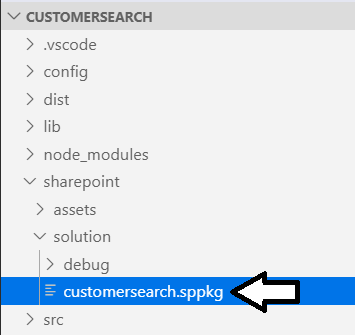 CUSTOMERSEARCH
.vscode
config
dist
lib
node_modules
sharepoint
assets
solution
debug
customersearch.sppkg
src